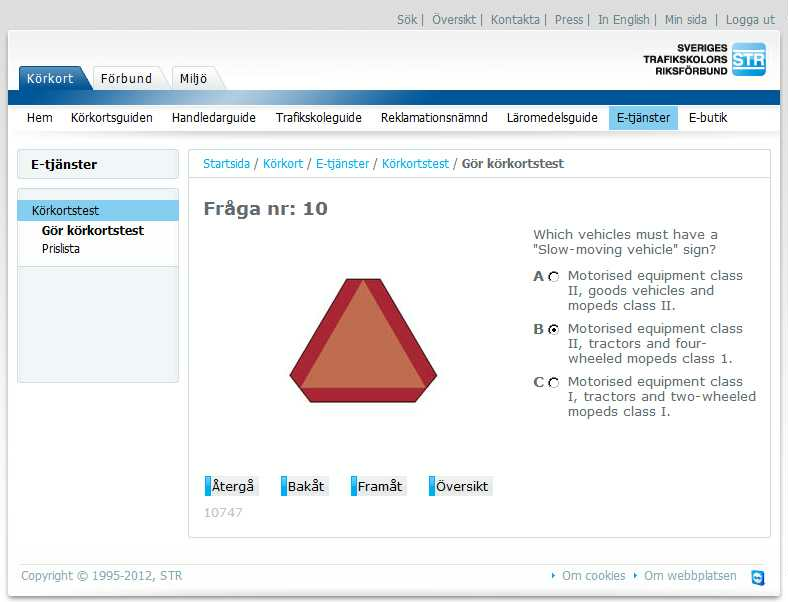 Sök | Översikt | Kontakta | Press | In English | Min sida | Logga ut
SVERIGES
TRAFIKSKOLORS
RIKSFÖRBUND
STR
Körkort Förbund Miljö
Hem Körkortsguiden Handledarguide Trafikskoleguide Reklamationsnämnd Läromedelsguide E-tjänster E-butik
E-tjänster
Startsida / Körkort / E-tjänster / Körkortstest / Gör körkortstest
Körkortstest
Gör körkortstest
Prislista
Fråga nr: 10
Which vehicles must have a
"Slow-moving vehicle" sign?
A Motorised equipment class
II, goods vehicles and
mopeds class II.
B Motorised equipment class
II, tractors and four-
wheeled mopeds class 1.
C Motorised equipment class
I, tractors and two-wheeled
mopeds class I.
Återgå Bakåt Framåt Översikt
10747
Copyright © 1995-2012, STR
Om cookies Om webbplatsen